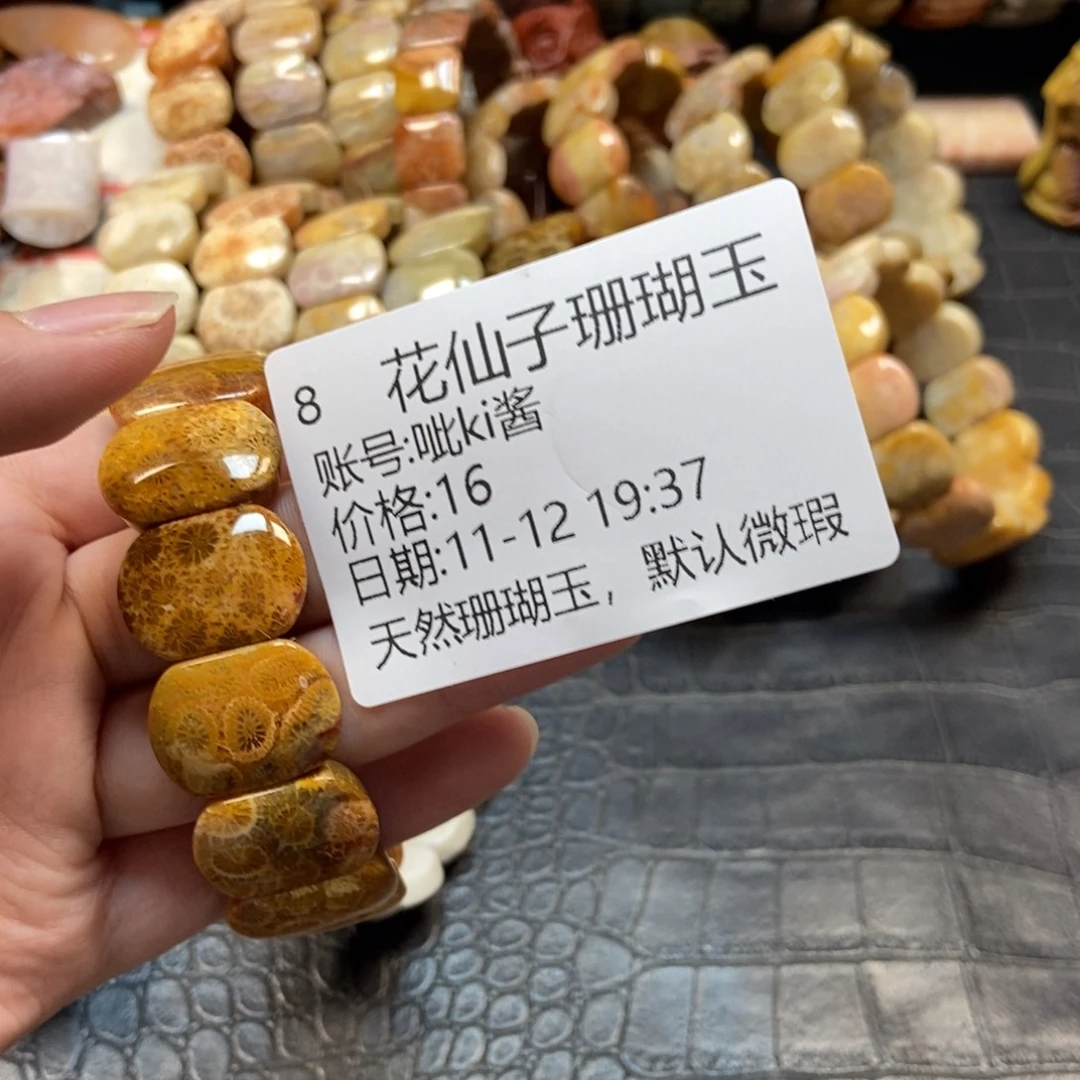 花仙子珊瑚玉
8
账号:呲ki酱
价格:16
日期:11-12 19:37
天然珊瑚玉, 默认微瑕